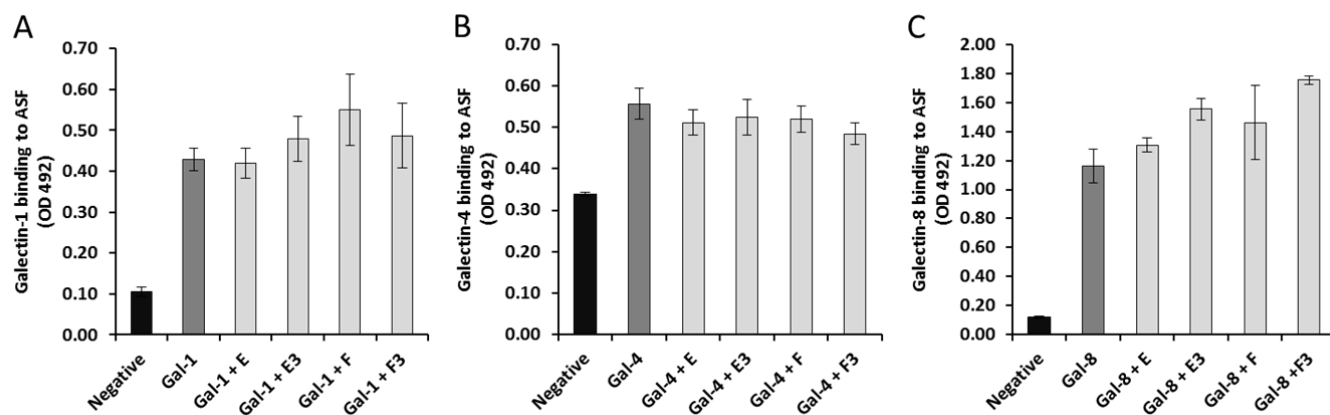 A
Galectin-1 binding to ASF
(OD 492)
0.70
0.60
0.50
0.40
0.30
0.20
0.10
0.00
Negative
Gal-1
Gal-1 + E
Gal-1 + E3
Gal-1 + F
Gal-1 + F3
B
Galectin-4 binding to ASF
(OD 492)
0.70
0.60
0.50
0.40
0.30
0.20
0.10
0.00
Negative
Gal-4
Gal-4 + E
Gal-4 + E3
Gal-4 + F
Gal-4 + F3
C
Galectin-8 binding to ASF
(OD 492)
2.00
1.80
1.60
1.40
1.20
1.00
0.80
0.60
0.40
0.20
0.00
Negative
Gal-8
Gal-8 + E
Gal-8 + E3
Gal-8 + F
Gal-8 +F3